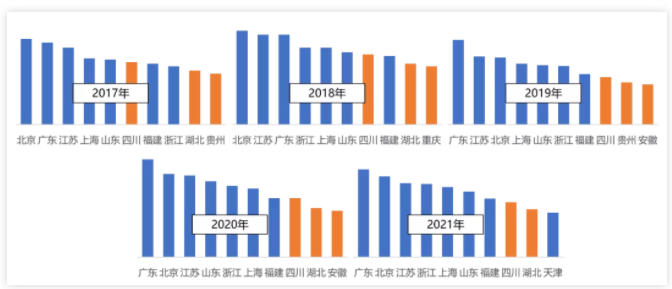 2017年
北京 广东 江苏 上海 山东 四川 福建 浙江 湖北 贵州
2018年
北京 江苏 广东 浙江 上海 山东 四川 福建 湖北 重庆
2019年
广东 江苏 北京 上海 山东 浙江 福建 四川 贵州 安徽
2020年
广东 北京 江苏 山东 浙江 上海 福建 四川 湖北 安徽
2021年
广东 北京 江苏 浙江 上海 山东 福建 四川 湖北 天津